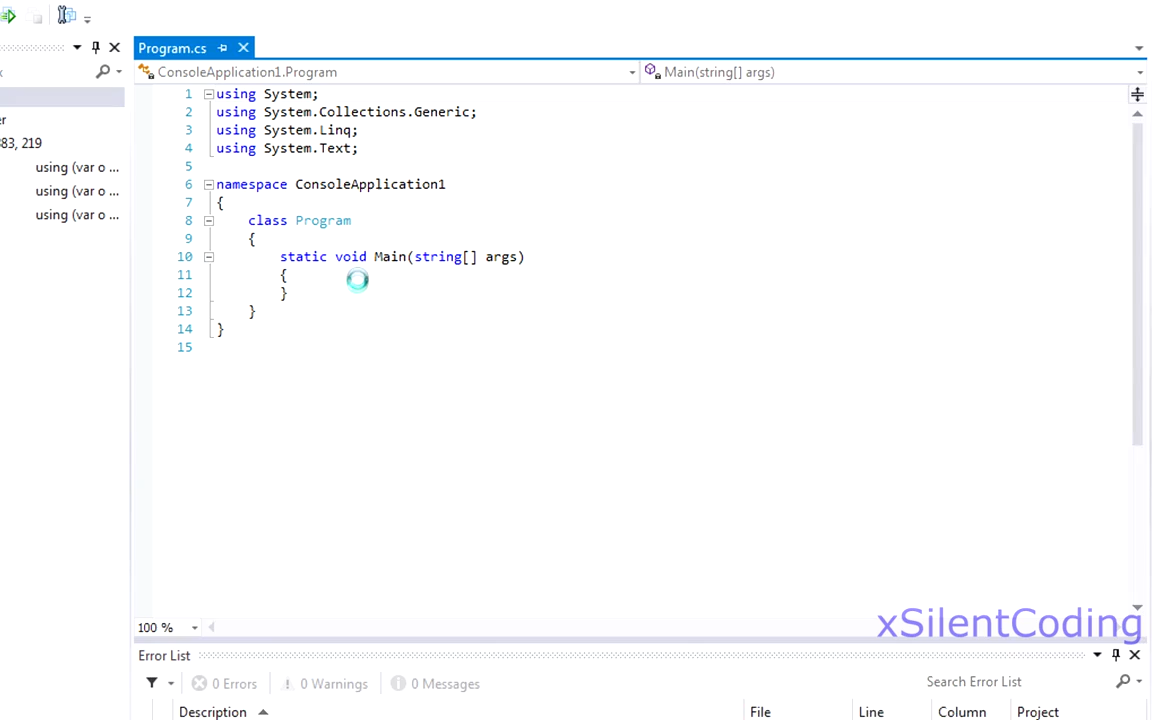 Program.cs
ConsoleApplication1.Program
Main(string[] args)
er
83, 219
using (var o ...
using (var o ...
using (var o ...
1 using System;
2 using System.Collections.Generic;
3 using System.Linq;
4 using System.Text;
5
6 namespace ConsoleApplication1
7 {
8 class Program
9 {
10 static void Main(string[] args)
11 {
12 }
13 }
14 }
15
100 %
xSilentCoding
Error List
0 Errors 0 Warnings 0 Messages Search Error List
Description File Line Column Project